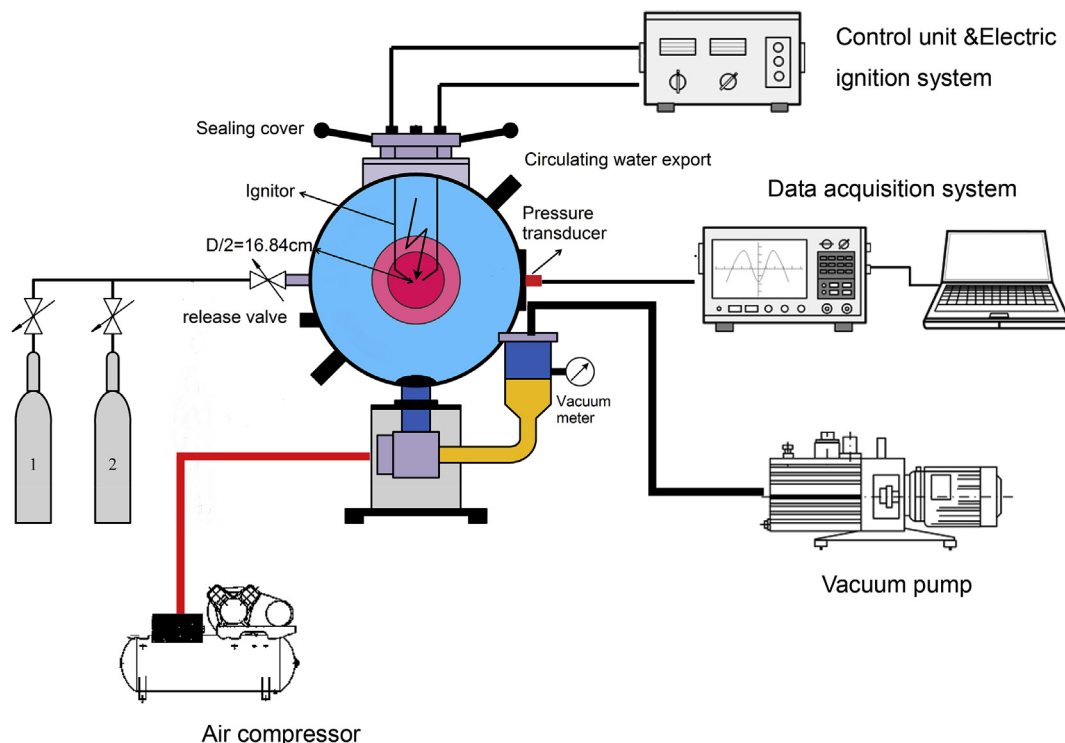 Control unit &Electric
ignition system
Sealing cover
Circulating water export
Ignitor
Data acquisition system
Pressure
transducer
D/2=16.84cm
release valve
Vacuum
meter
1
2
Vacuum pump
Air compressor